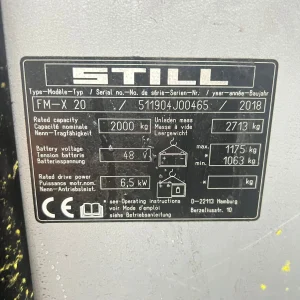 STILL
Type-Modèle-Typ / Serial no.-No. de série-Serien-Nr. / year-année-Baujahr
FM-X 20 / 511904J00465 / 2018
Rated capacity
Capacité nominale
Nenn-Tragfähigkeit
2000 kg
Unladen mass
Masse à vide
Leergewicht
2713 kg
Battery voltage
Tension batterie
Batteriespannung
48 V
max. * 1175 kg
min. * 1063 kg
Rated drive power
Puissance motr.nom.
Nenn-Antriebsleistung
6,5 kW
kg
CE
*see Operating instructions
voir Mode d'emploi
siehe Betriebsanleitung
D-22113 Hamburg
Berzeliusstr. 10